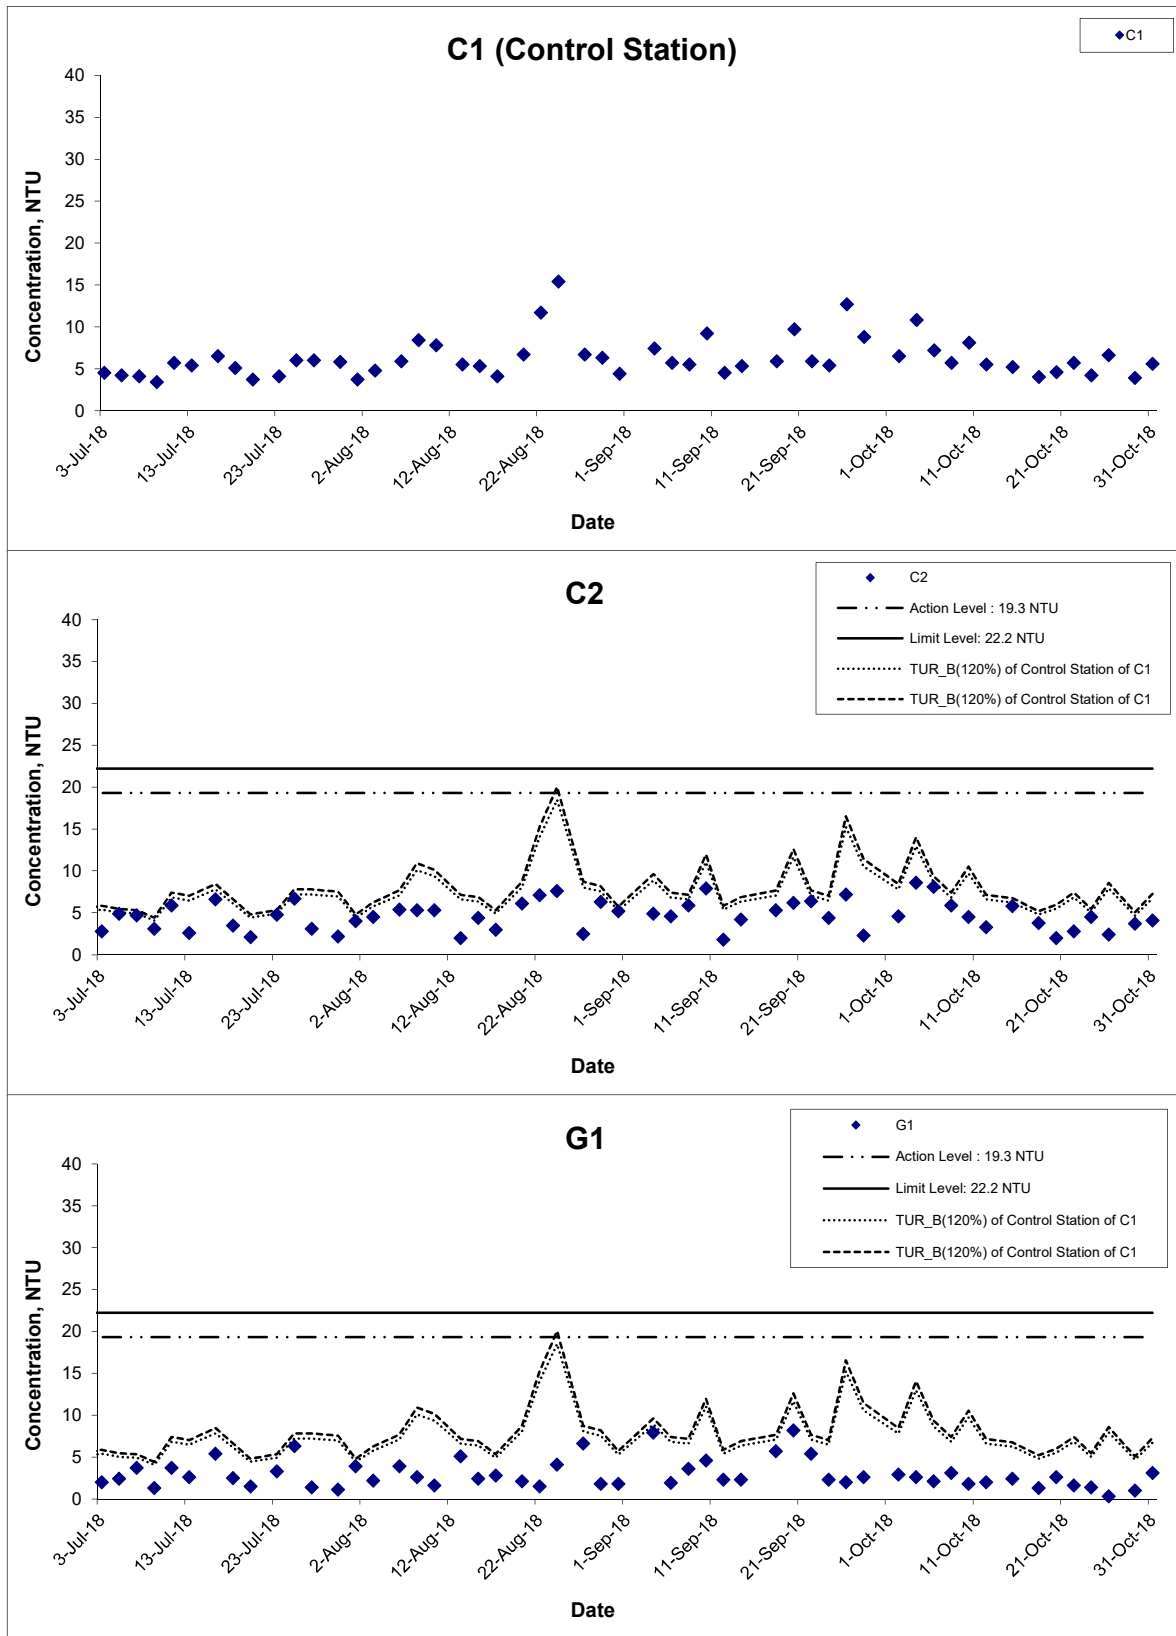 C1 (Control Station)
C1
Concentration, NTU
40
35
30
25
20
15
10
5
0
3-Jul-18
13-Jul-18
23-Jul-18
2-Aug-18
12-Aug-18
22-Aug-18
1-Sep-18
11-Sep-18
21-Sep-18
1-Oct-18
11-Oct-18
21-Oct-18
31-Oct-18
Date
C2
C2
Action Level : 19.3 NTU
Limit Level: 22.2 NTU
TUR_B(120%) of Control Station of C1
TUR_B(120%) of Control Station of C1
Concentration, NTU
40
35
30
25
20
15
10
5
0
3-Jul-18
13-Jul-18
23-Jul-18
2-Aug-18
12-Aug-18
22-Aug-18
1-Sep-18
11-Sep-18
21-Sep-18
1-Oct-18
11-Oct-18
21-Oct-18
31-Oct-18
Date
G1
G1
Action Level : 19.3 NTU
Limit Level: 22.2 NTU
TUR_B(120%) of Control Station of C1
TUR_B(120%) of Control Station of C1
Concentration, NTU
40
35
30
25
20
15
10
5
0
3-Jul-18
13-Jul-18
23-Jul-18
2-Aug-18
12-Aug-18
22-Aug-18
1-Sep-18
11-Sep-18
21-Sep-18
1-Oct-18
11-Oct-18
21-Oct-18
31-Oct-18
Date